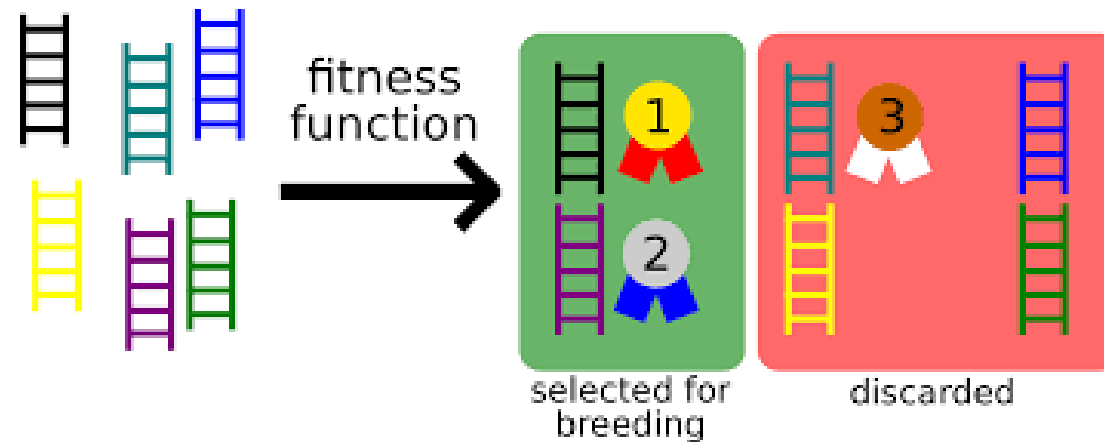 fitness
function
1
2
3
selected for
breeding
discarded